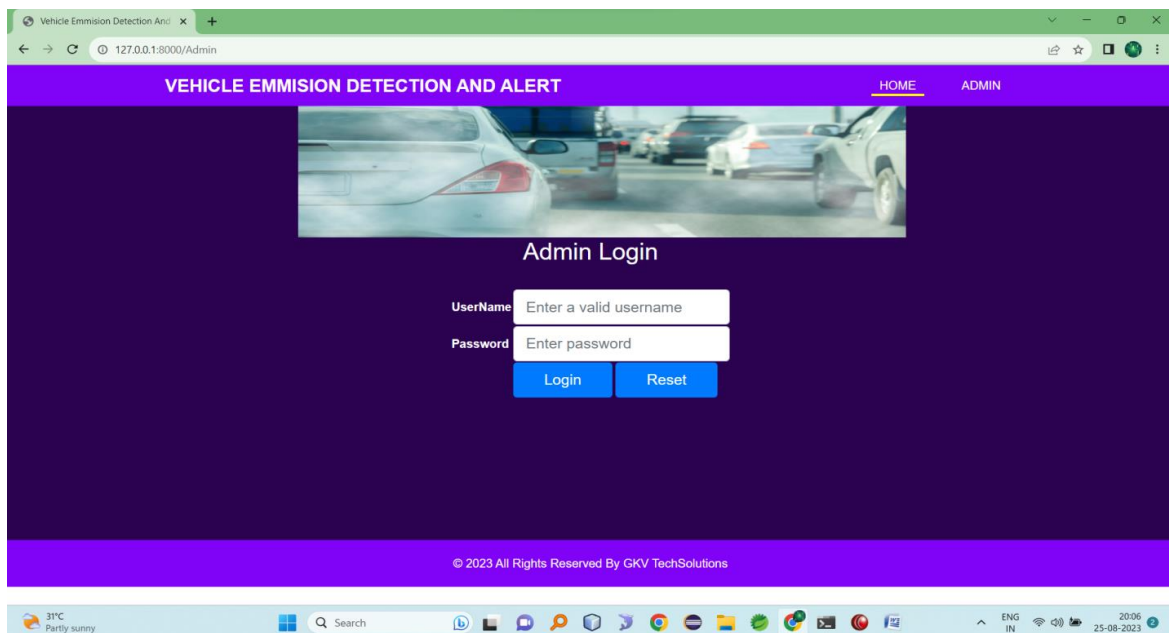 Vehicle Emmision Detection And
127.0.0.1:8000/Admin
VEHICLE EMMISION DETECTION AND ALERT
HOME
ADMIN
Admin Login
UserName
Enter a valid username
Password
Enter password
Login
Reset
© 2023 All Rights Reserved By GKV TechSolutions
31°C
Partly sunny
Search
ENG
IN
20:06
25-08-2023
2